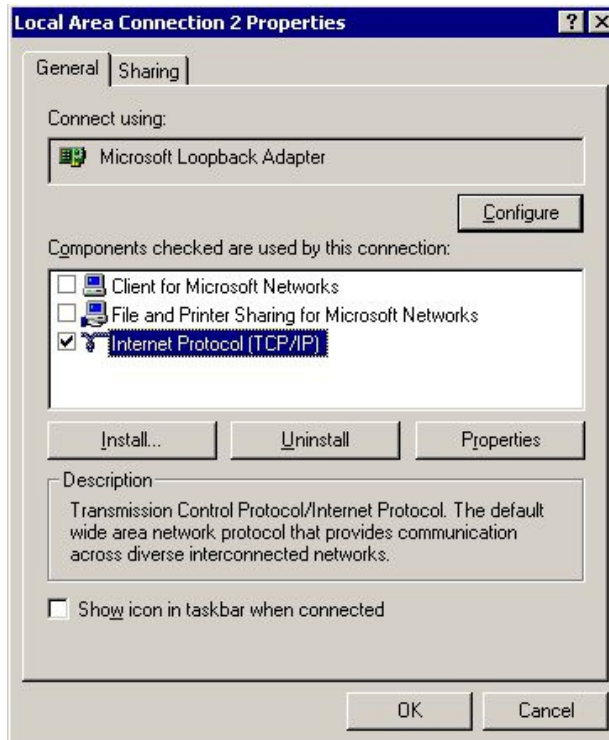 Local Area Connection 2 Properties
General
Sharing
Connect using:
Microsoft Loopback Adapter
Configure
Components checked are used by this connection:
Client for Microsoft Networks
File and Printer Sharing for Microsoft Networks
Internet Protocol (TCP/IP)
Install...
Uninstall
Properties
Description
Transmission Control Protocol/Internet Protocol. The default
wide area network protocol that provides communication
across diverse interconnected networks.
Show icon in taskbar when connected
OK
Cancel